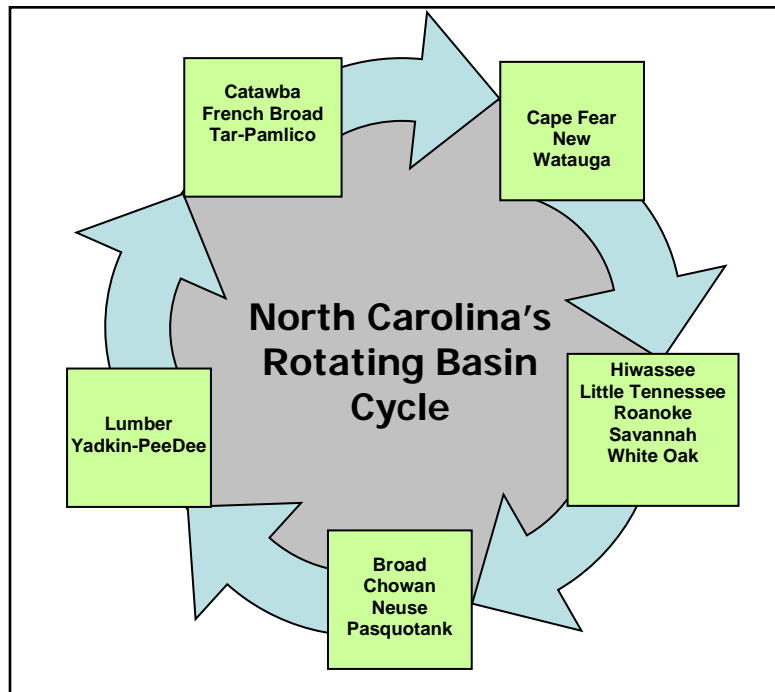 Catawba
French Broad
Tar-Pamlico
Cape Fear
New
Watauga
North Carolina's
Rotating Basin
Cycle
Hiwassee
Little Tennessee
Roanoke
Savannah
White Oak
Lumber
Yadkin-PeeDee
Broad
Chowan
Neuse
Pasquotank